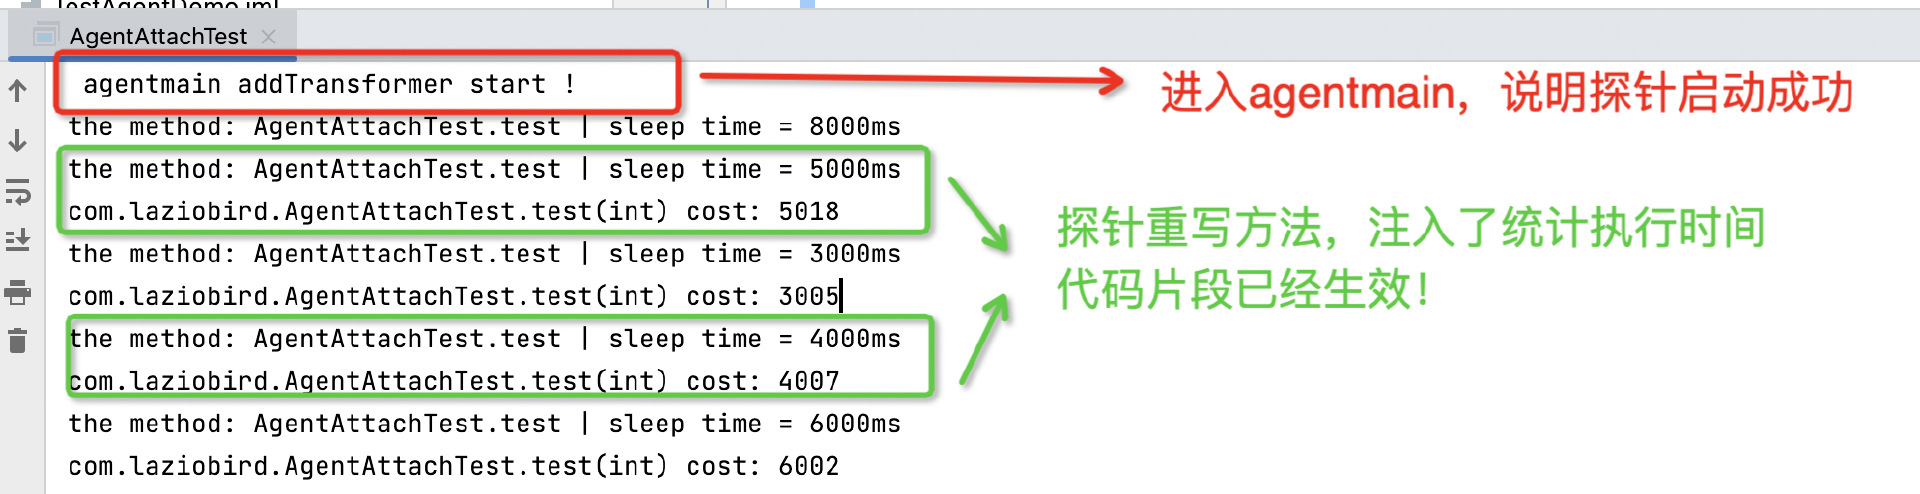 TestAgentDemo.iml
AgentAttachTest
agentmain addTransformer start !
进入agentmain，说明探针启动成功
the method: AgentAttachTest.test | sleep time = 8000ms
the method: AgentAttachTest.test | sleep time = 5000ms
com.laziobird.AgentAttachTest.test(int) cost: 5018
探针重写方法，注入了统计执行时间
代码片段已经生效！
the method: AgentAttachTest.test | sleep time = 3000ms
com.laziobird.AgentAttachTest.test(int) cost: 3005
the method: AgentAttachTest.test | sleep time = 4000ms
com.laziobird.AgentAttachTest.test(int) cost: 4007
the method: AgentAttachTest.test | sleep time = 6000ms
com.laziobird.AgentAttachTest.test(int) cost: 6002